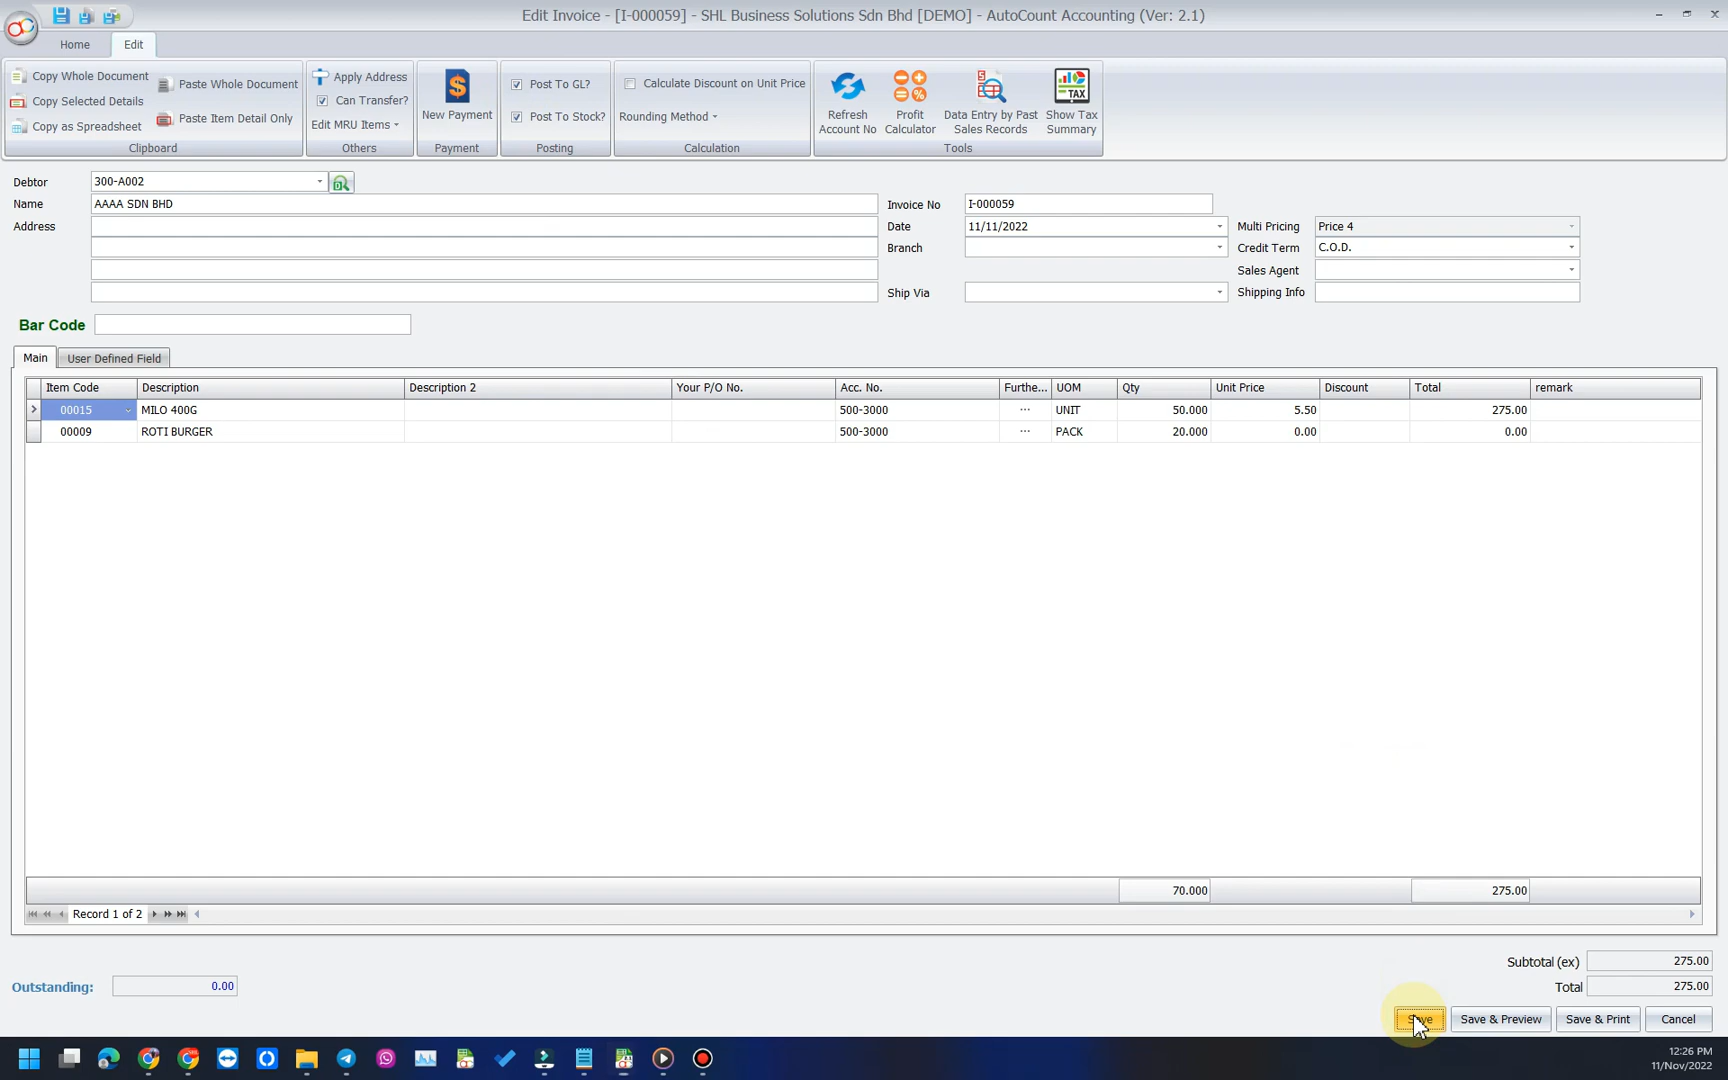 Edit Invoice - [I-000059] - SHL Business Solutions Sdn Bhd [DEMO] - AutoCount Accounting (Ver: 2.1)
Home Edit
Copy Whole Document Paste Whole Document
Copy Selected Details
Copy as Spreadsheet Paste Item Detail Only
Clipboard
Apply Address
Can Transfer?
Edit MRU Items
Others
New Payment
Payment
Post To GL?
Post To Stock?
Posting
Calculate Discount on Unit Price
Rounding Method
Calculation
Refresh Account No
Profit Calculator
Data Entry by Past Sales Records
TAX
Show Tax Summary
Tools
Debtor 300-A002
Name AAAA SDN BHD Invoice No I-000059
Address Date 11/11/2022 Multi Pricing Price 4
Branch Credit Term C.O.D.
Sales Agent
Ship Via Shipping Info
Bar Code
Main User Defined Field
Item Code Description Description 2 Your P/O No. Acc. No. Furthe... UOM Qty Unit Price Discount Total remark
00015 MILO 400G 500-3000 ... UNIT 50.000 5.50 275.00
00009 ROTI BURGER 500-3000 ... PACK 20.000 0.00 0.00
70.000 275.00
Record 1 of 2
Subtotal (ex) 275.00
Outstanding: 0.00 Total 275.00
Save Save & Preview Save & Print Cancel
12:26 PM
11/Nov/2022